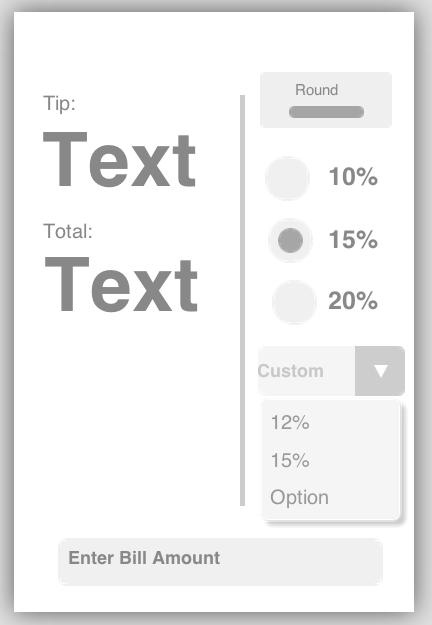 Tip:
Text
Total:
Text
Round
10%
15%
20%
Custom
12%
15%
Option
Enter Bill Amount